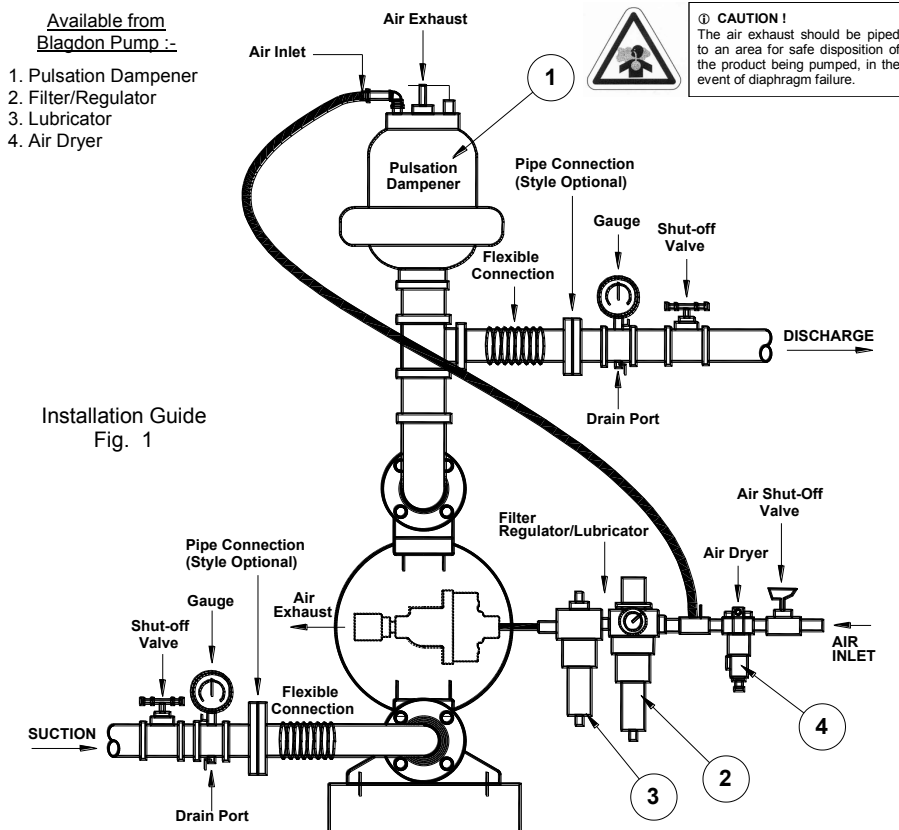 Available from
Blagdon Pump :-
1. Pulsation Dampener
2. Filter/Regulator
3. Lubricator
4. Air Dryer
Air Exhaust
Air Inlet
1
ⓘ CAUTION !
The air exhaust should be piped
to an area for safe disposition of
the product being pumped, in the
event of diaphragm failure.
Pulsation
Dampener
Pipe Connection
(Style Optional)
Gauge
Shut-off
Valve
Flexible
Connection
DISCHARGE
Drain Port
Installation Guide
Fig. 1
Air Shut-Off
Valve
Filter
Regulator/Lubricator
Air Dryer
Pipe Connection
(Style Optional)
Air
Exhaust
Gauge
Shut-off
Valve
AIR
INLET
Flexible
Connection
SUCTION
4
2
3
Drain Port